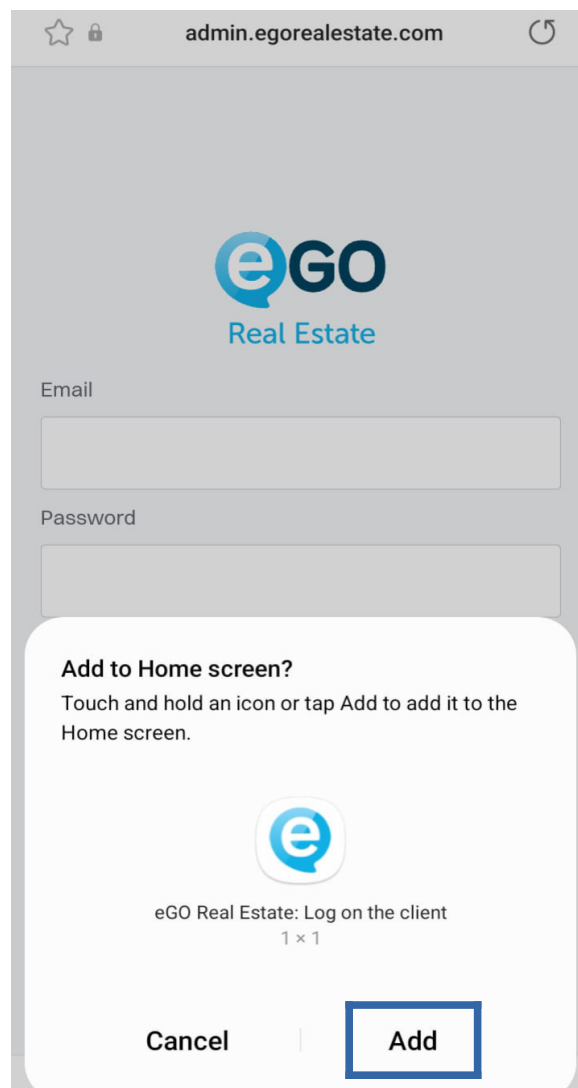 admin.egorealestate.com
eGO
Real Estate
Email
Password
Add to Home screen?
Touch and hold an icon or tap Add to add it to the
Home screen.
e
eGO Real Estate: Log on the client
1 × 1
Cancel
Add